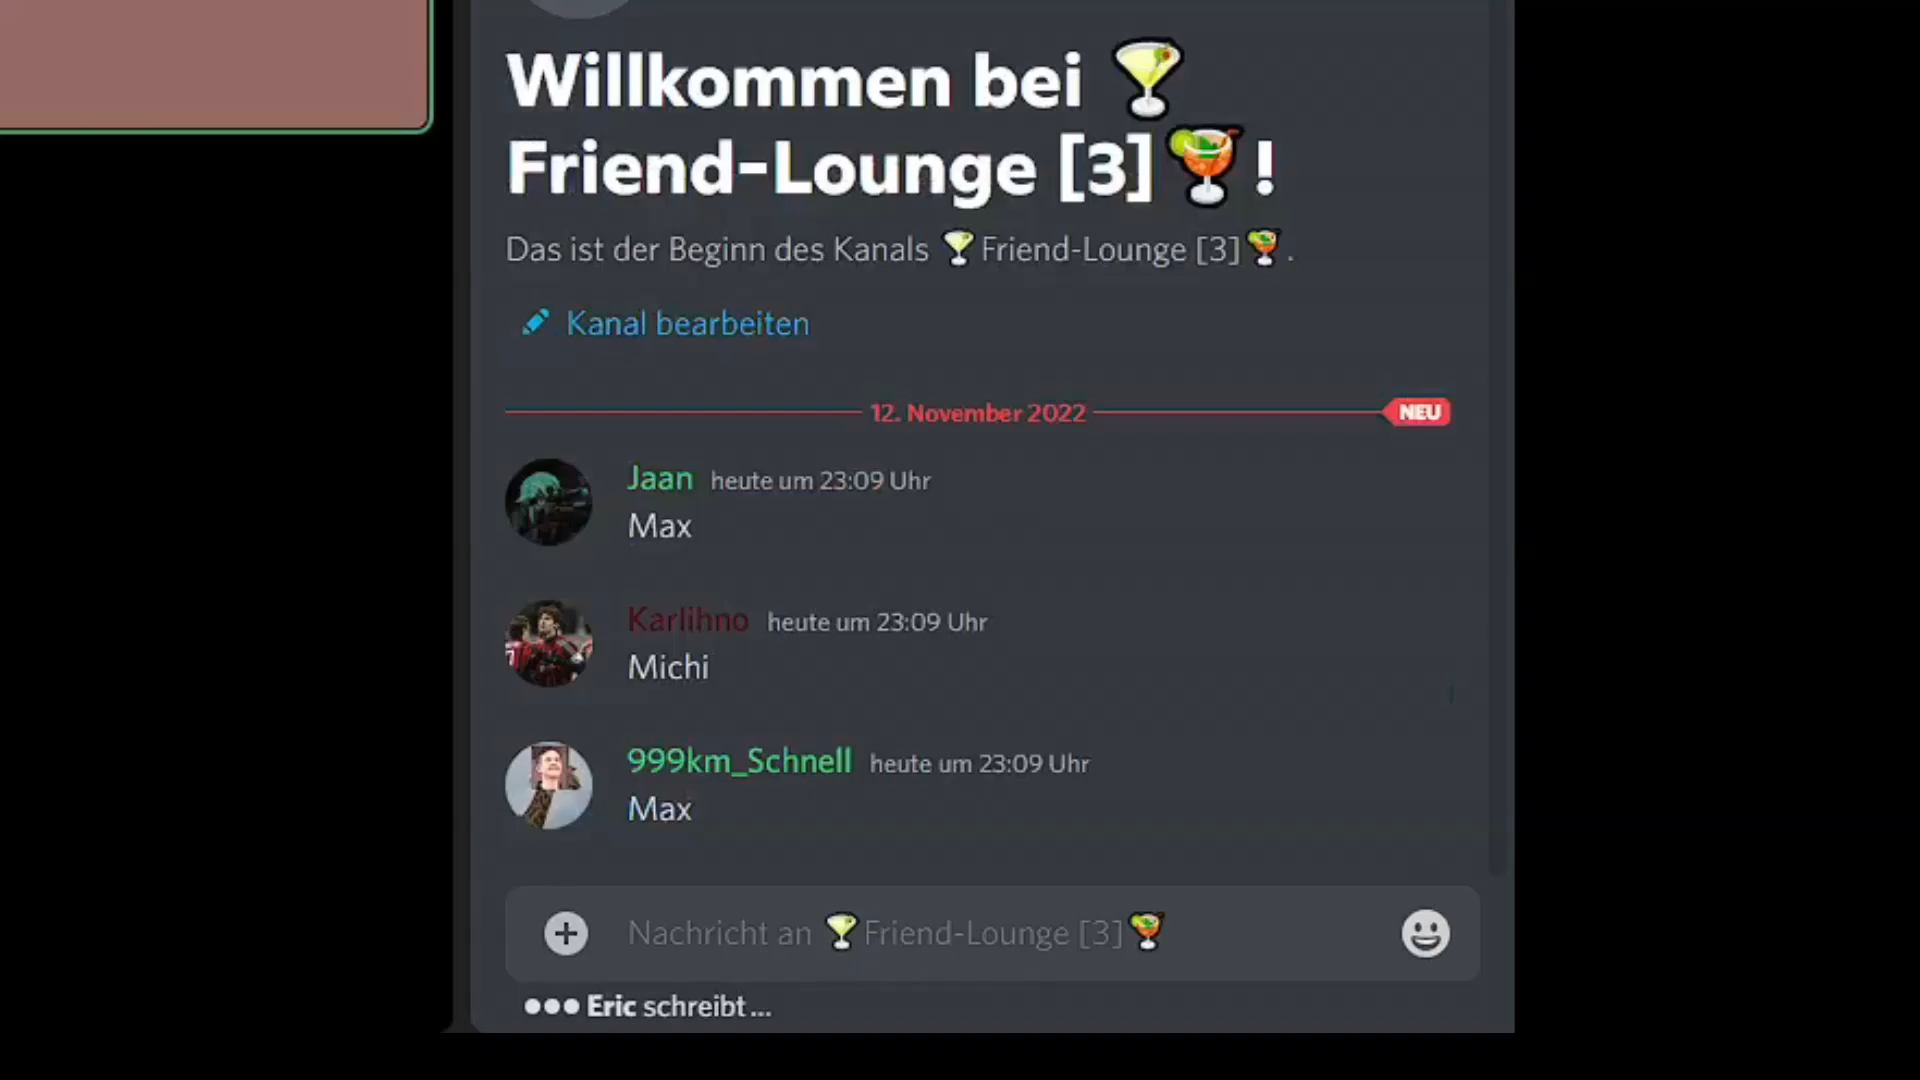 Willkommen bei 🍸
Friend-Lounge [3]🍹!
Das ist der Beginn des Kanals 🍸Friend-Lounge [3]🍹.
Kanal bearbeiten
12. November 2022 NEU
Jaan heute um 23:09 Uhr
Max
Karlihno heute um 23:09 Uhr
Michi
999km_Schnell heute um 23:09 Uhr
Max
Nachricht an 🍸Friend-Lounge [3]🍹
Eric schreibt ...